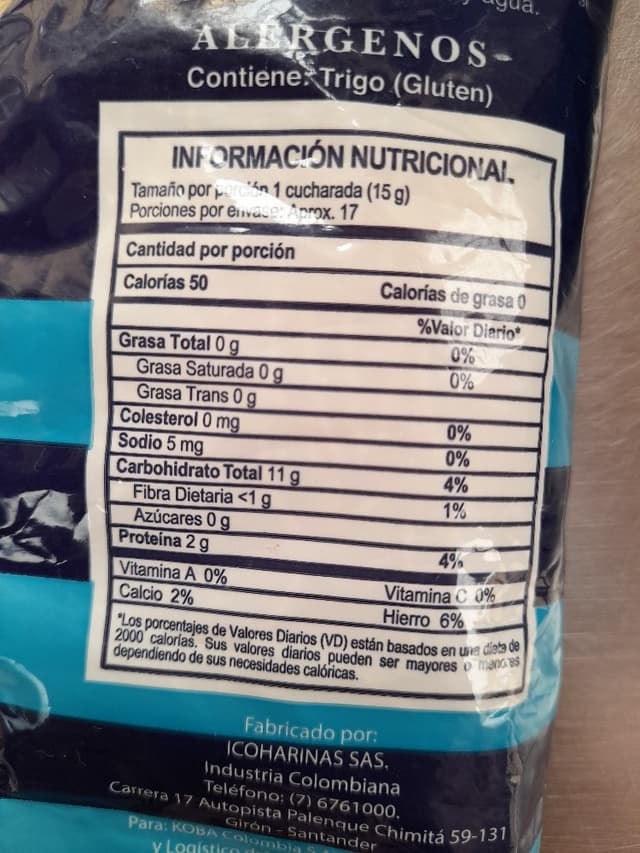 agua.
ALÉRGENOS
Contiene: Trigo (Gluten)
INFORMACIÓN NUTRICIONAL
Tamaño por porción 1 cucharada (15 g)
Porciones por envase: Aprox. 17
Cantidad por porción
Calorías 50 Calorías de grasa 0
%Valor Diario*
Grasa Total 0 g 0%
Grasa Saturada 0 g 0%
Grasa Trans 0 g
Colesterol 0 mg 0%
Sodio 5 mg 0%
Carbohidrato Total 11 g 4%
Fibra Dietaria <1 g 1%
Azúcares 0 g
Proteína 2 g 4%
Vitamina A 0% Vitamina C 0%
Calcio 2% Hierro 6%
*Los porcentajes de Valores Diarios (VD) están basados en una dieta de
2000 calorías. Sus valores diarios pueden ser mayores o menores
dependiendo de sus necesidades calóricas.
Fabricado por:
ICOHARINAS SAS.
Industria Colombiana
Teléfono: (7) 6761000.
Carrera 17 Autopista Palenque Chimitá 59-131
Girón - Santander
Para: KOBA Colombia
y Logístico